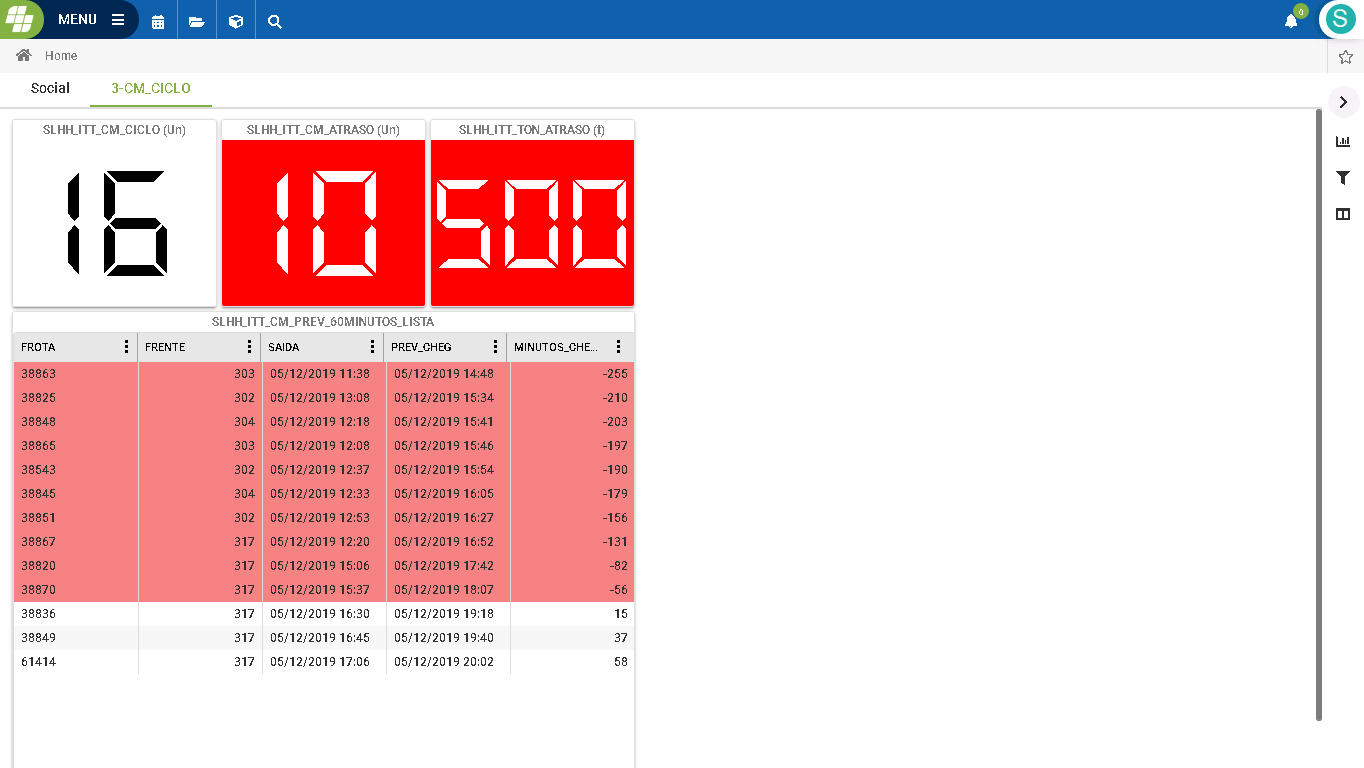 MENU
0
S
Home
Social 3-CM_CICLO
SLHH_ITT_CM_CICLO (Un) SLHH_ITT_CM_ATRASO (Un) SLHH_ITT_TON_ATRASO (t)
16 10 500
SLHH_ITT_CM_PREV_60MINUTOS_LISTA
FROTA FRENTE SAIDA PREV_CHEG MINUTOS_CHE...
38863 303 05/12/2019 11:38 05/12/2019 14:48 -255
38825 302 05/12/2019 13:08 05/12/2019 15:34 -210
38848 304 05/12/2019 12:18 05/12/2019 15:41 -203
38865 303 05/12/2019 12:08 05/12/2019 15:46 -197
38543 302 05/12/2019 12:37 05/12/2019 15:54 -190
38845 304 05/12/2019 12:33 05/12/2019 16:05 -179
38851 302 05/12/2019 12:53 05/12/2019 16:27 -156
38867 317 05/12/2019 12:20 05/12/2019 16:52 -131
38820 317 05/12/2019 15:06 05/12/2019 17:42 -82
38870 317 05/12/2019 15:37 05/12/2019 18:07 -56
38836 317 05/12/2019 16:30 05/12/2019 19:18 15
38849 317 05/12/2019 16:45 05/12/2019 19:40 37
61414 317 05/12/2019 17:06 05/12/2019 20:02 58